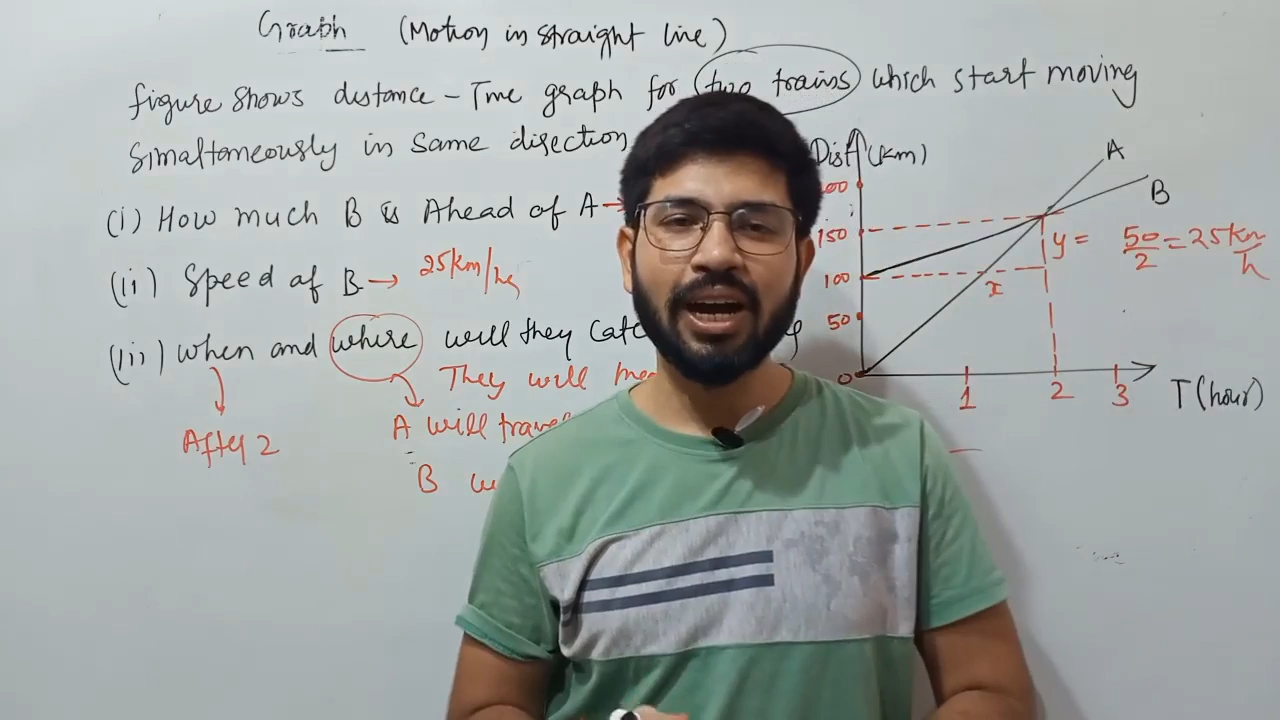 Graph (Motion in straight line)
figure shows distance - Time graph for two trains which start moving
Simaltaneously in same direction
(i) How much B is Ahead of A →
(ii) Speed of B → 25km/hr
(iii) when and where will they
They will
After 2
A will travel
B
Dist (km)
150
100
50
0
1 2 3
T (hour)
A
B
x
y = 50/2 = 25 km/h